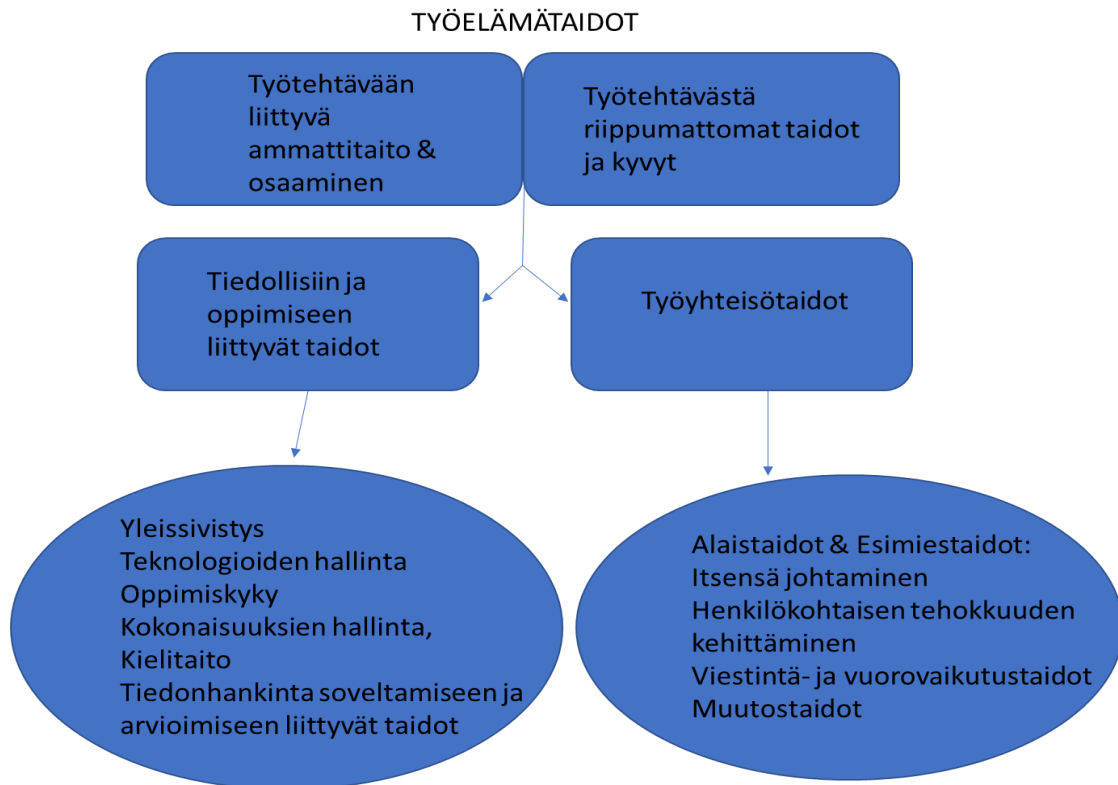 TYÖELÄMÄTAIDOT
Työtehtävään
liittyvä
ammattitaito &
osaaminen
Työtehtävästä
riippumattomat taidot
ja kyvyt
Tiedollisiin ja
oppimiseen
liittyvät taidot
Työyhteisötaidot
Yleissivistys
Teknologioiden hallinta
Oppimiskyky
Kokonaisuuksien hallinta,
Kielitaito
Tiedonhankinta soveltamiseen ja
arvioimiseen liittyvät taidot
Alaistaidot & Esimiestaidot:
Itsensä johtaminen
Henkilökohtaisen tehokkuuden
kehittäminen
Viestintä- ja vuorovaikutustaidot
Muutostaidot